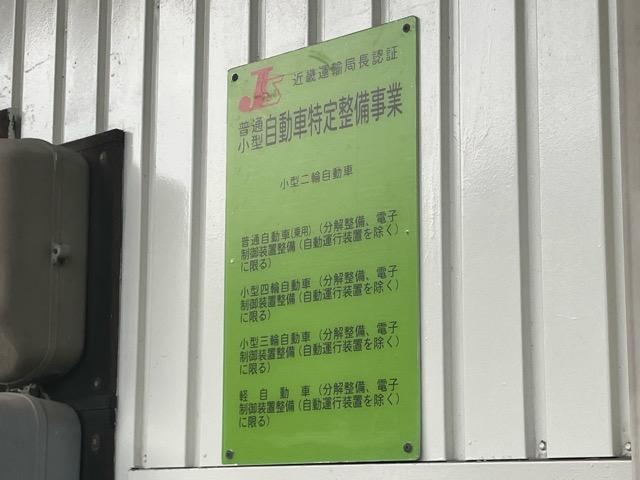 近畿運輸局長認証
普通
小型 自動車特定整備事業
小型二輪自動車
普通自動車(乗用)(分解整備、電子
制御装置整備(自動運行装置を除く)
に限る)
小型四輪自動車(分解整備、電子
制御装置整備(自動運行装置を除く)
に限る)
小型三輪自動車(分解整備、電子
制御装置整備(自動運行装置を除く)
に限る)
軽自動車(分解整備、電子
制御装置整備(自動運行装置を除く)
に限る)